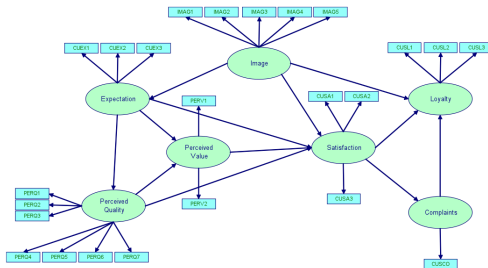 IMAG1
IMAG2
IMAG3
IMAG4
IMAG5
CUEX1
CUEX2
CUEX3
CUSL1
CUSL2
CUSL3
Image
Expectation
Loyalty
PERV1
CUSA1
CUSA2
Perceived
Value
Satisfaction
PERQ1
PERQ2
PERQ3
Perceived
Quality
PERV2
CUSA3
Complaints
PERQ4
PERQ5
PERQ6
PERQ7
CUSCO